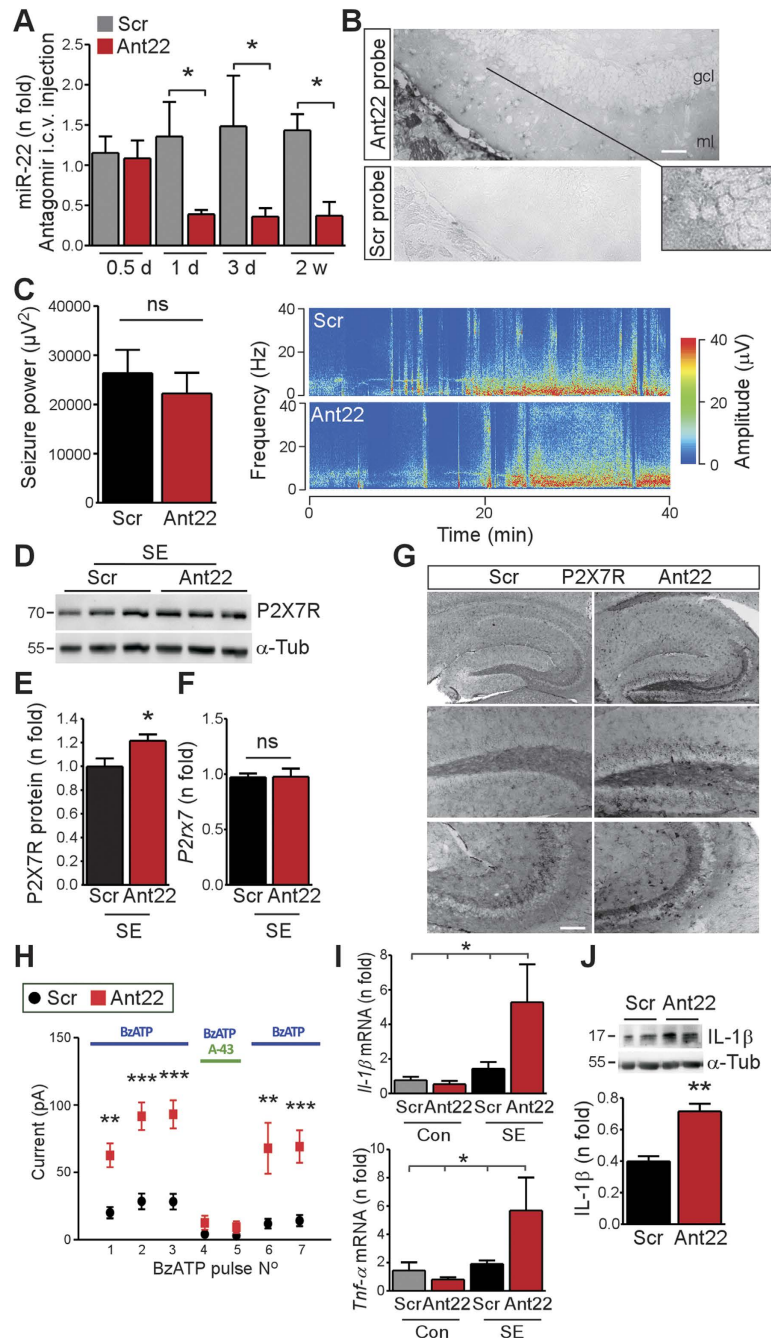 A
Scr
Ant22
miR-22 (n fold)
Antagomir i.c.v. injection
2.5
2.0
1.5
1.0
0.5
0.0
*
*
*
0.5 d
1 d
3 d
2 w
B
Ant22 probe
gcl
ml
Scr probe
C
Seizure power (µV²)
40000
30000
20000
10000
0
ns
Scr
Ant22
Frequency (Hz)
40
20
0
Scr
40
20
0
Ant22
0
20
40
Time (min)
40
20
0
Amplitude (µV)
D
SE
Scr
Ant22
70
P2X7R
55
α-Tub
E
P2X7R protein (n fold)
1.4
1.2
1.0
0.8
0.6
0.4
0.2
0.0
*
Scr Ant22
SE
F
P2rx7 (n fold)
1.5
1.0
0.5
0.0
ns
Scr Ant22
SE
G
Scr P2X7R Ant22
H
Scr
Ant22
BzATP
BzATP
A-43
BzATP
Current (pA)
150
100
50
0
** *** *** ** ***
1 2 3 4 5 6 7
BzATP pulse Nº
I
Il-1β mRNA (n fold)
8
6
4
2
0
*
Scr Ant22 Scr Ant22
Con SE
Tnf-α mRNA (n fold)
10
8
6
4
2
0
*
Scr Ant22 Scr Ant22
Con SE
J
Scr Ant22
17
IL-1β
55
α-Tub
IL-1β (n fold)
0.8
0.6
0.4
0.2
0.0
**
Scr Ant22